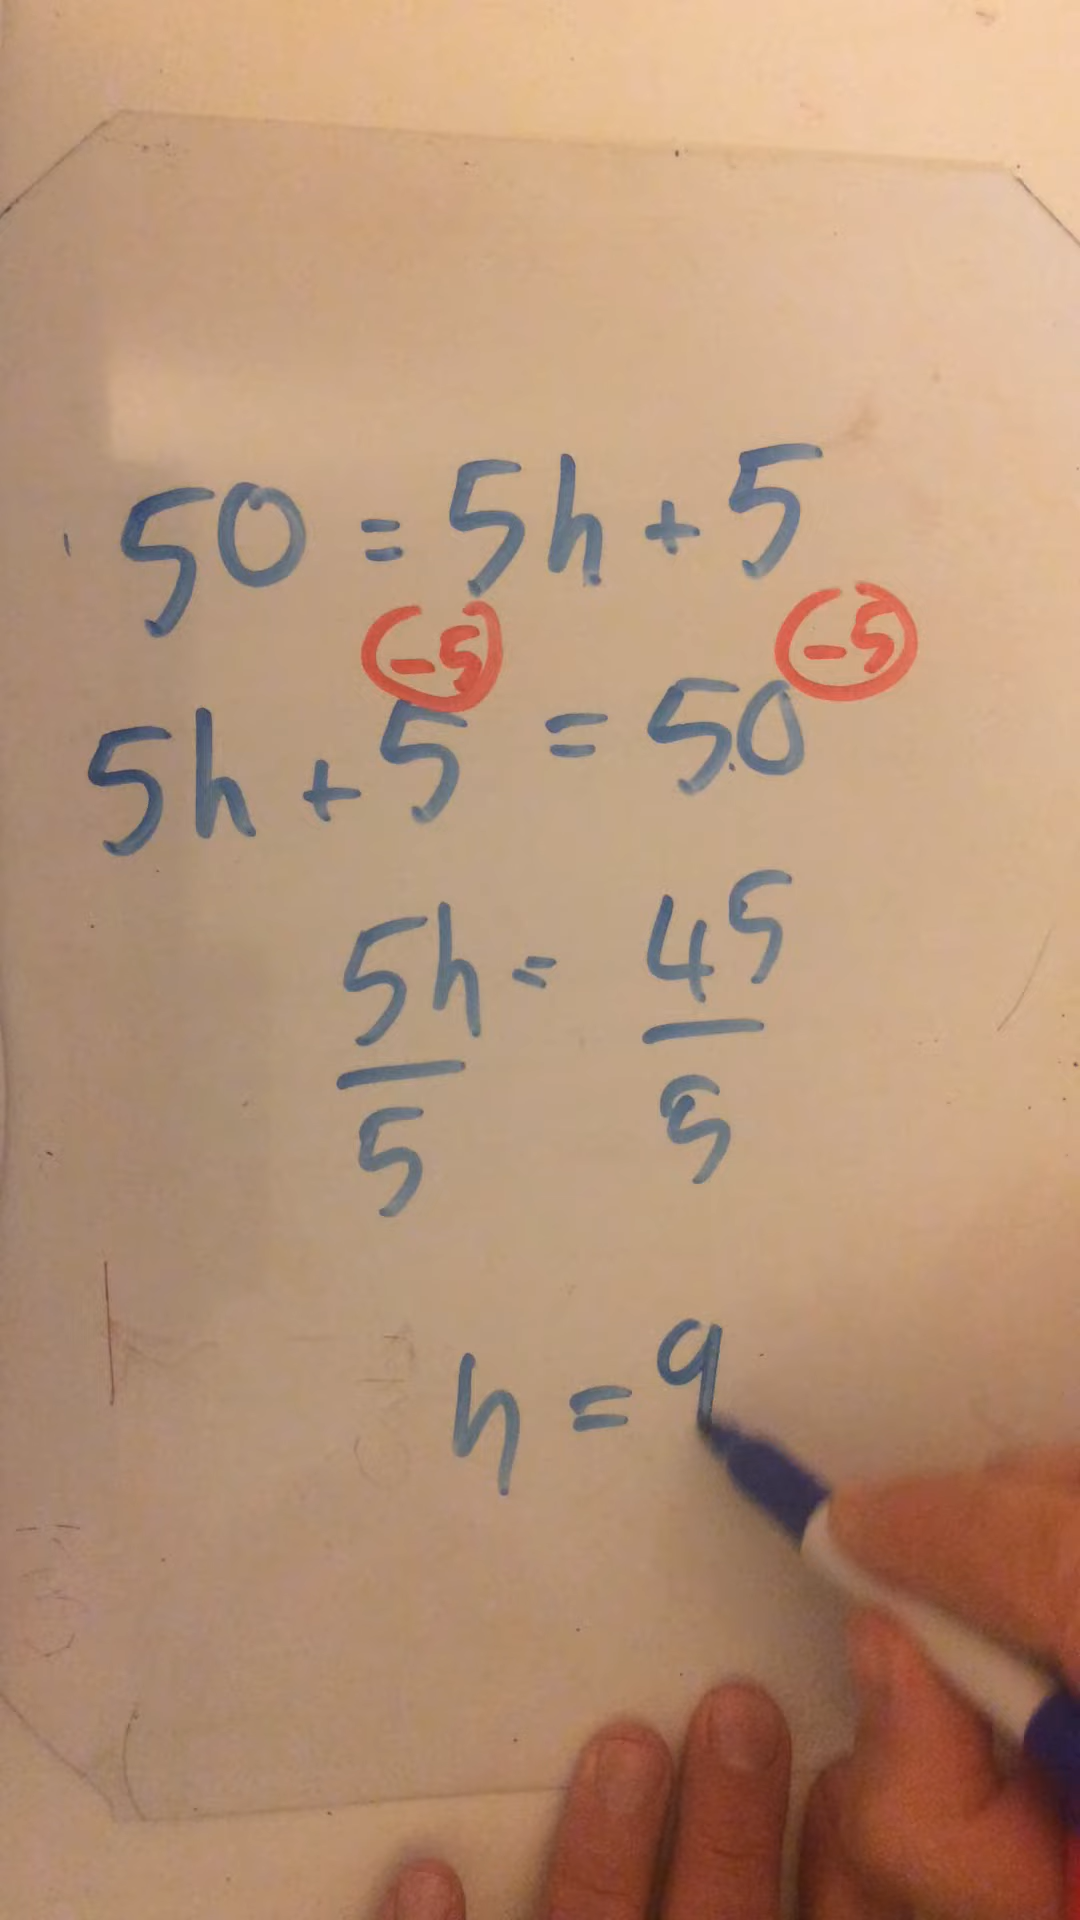 50 = 5h + 5
(-5) (-5)
5h + 5 = 50
5h = 45
5 5
h = 9